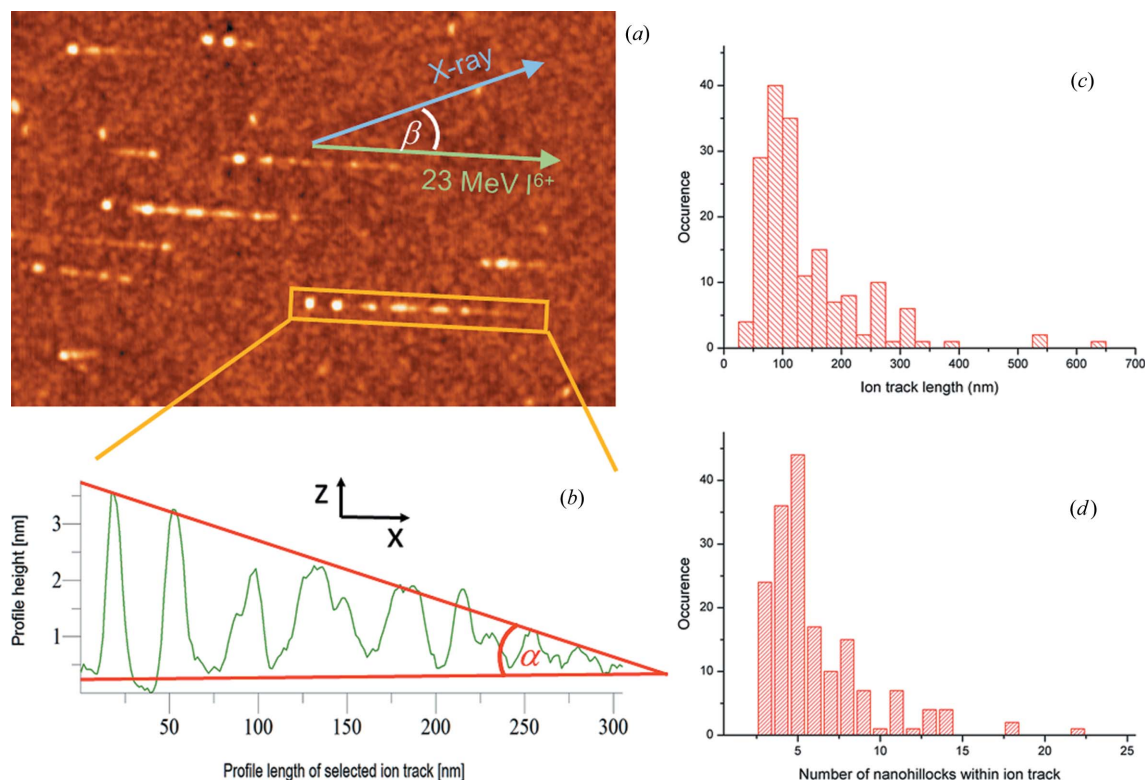 (a)
X-ray
β
23 MeV I6+
(b)
Z
X
Profile height [nm]
3
2
1
α
50 100 150 200 250 300
Profile length of selected ion track [nm]
(c)
Occurence
40
30
20
10
0
0 100 200 300 400 500 600 700
Ion track length (nm)
(d)
Occurence
40
30
20
10
0
5 10 15 20 25
Number of nanohillocks within ion track